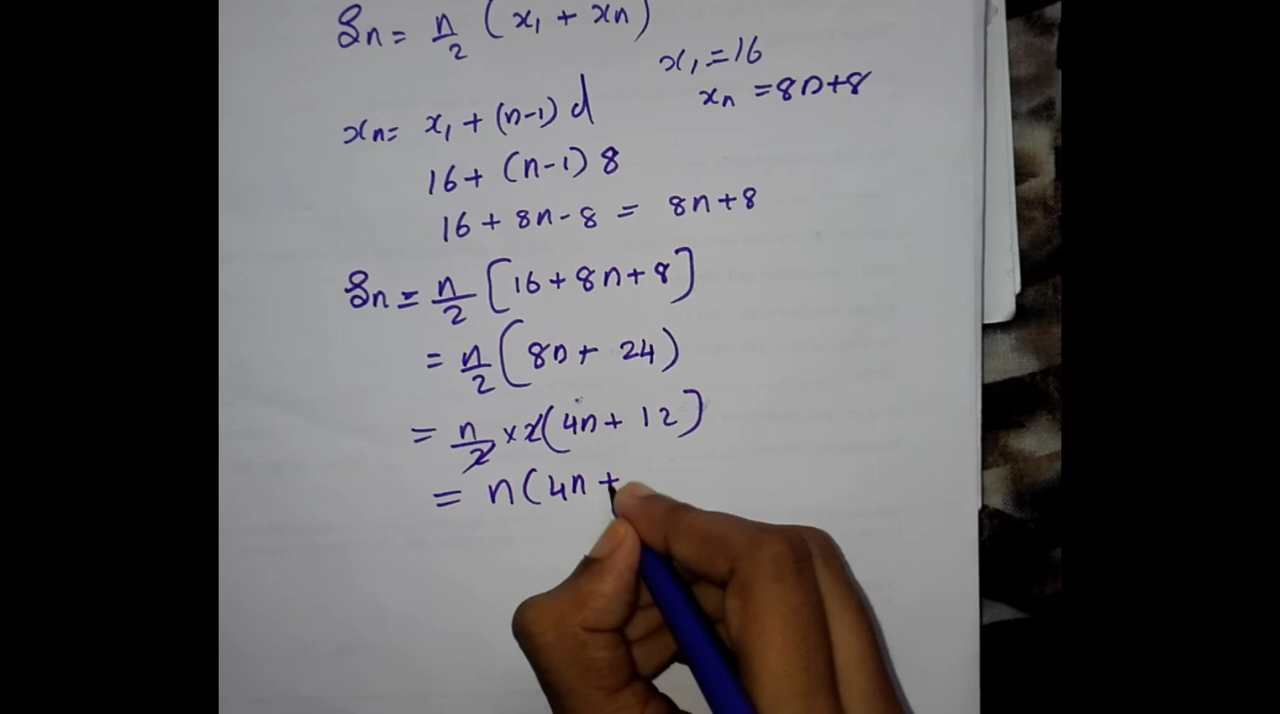 Sn = n/2 (x₁ + xn)
x₁ = 16
xn = 8n+8
xn = x₁ + (n-1) d
16 + (n-1) 8
16 + 8n - 8 = 8n + 8
Sn = n/2 [16 + 8n + 8]
= n/2 (8n + 24)
= n/2 × 2(4n + 12)
= n(4n +